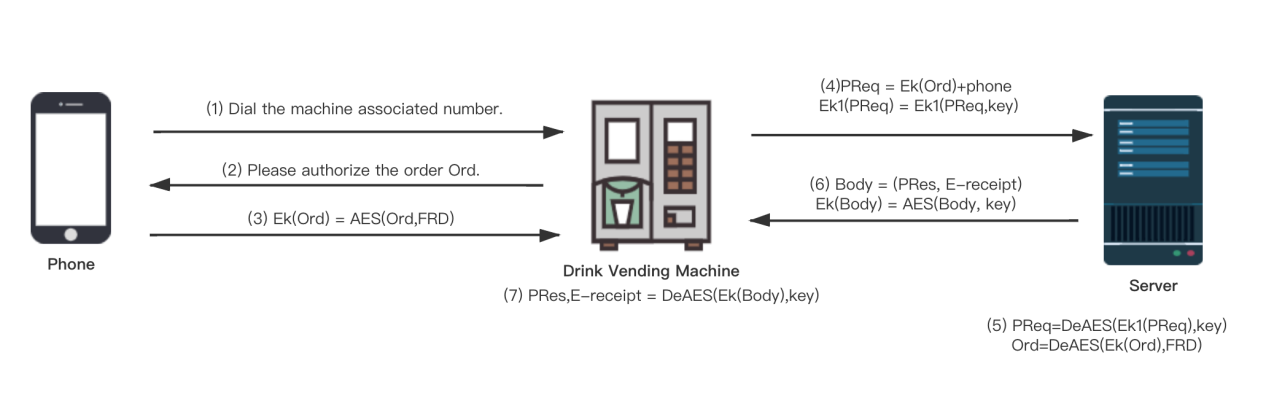 (1) Dial the machine associated number.
(2) Please authorize the order Ord.
(3) Ek(Ord) = AES(Ord,FRD)
Phone
(4)PReq = Ek(Ord)+phone
Ek1(PReq) = Ek1(PReq,key)
(6) Body = (PRes, E-receipt)
Ek(Body) = AES(Body, key)
Drink Vending Machine
(7) PRes,E-receipt = DeAES(Ek(Body),key)
Server
(5) PReq=DeAES(Ek1(PReq),key)
Ord=DeAES(Ek(Ord),FRD)